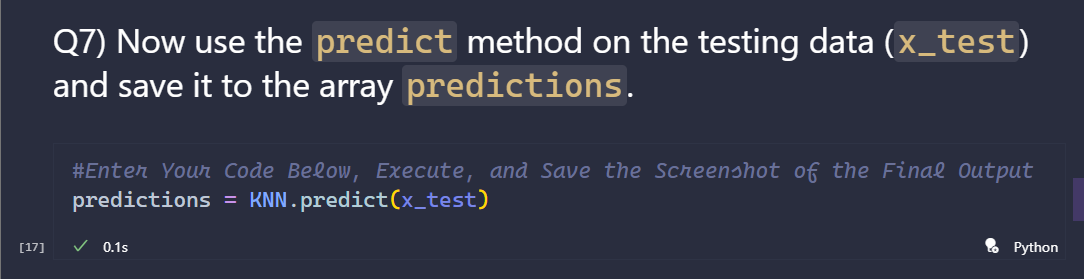 Q7) Now use the predict method on the testing data (x_test)
and save it to the array predictions.
#Enter Your Code Below, Execute, and Save the Screenshot of the Final Output
predictions = KNN.predict(x_test)
[17] ✓ 0.1s Python